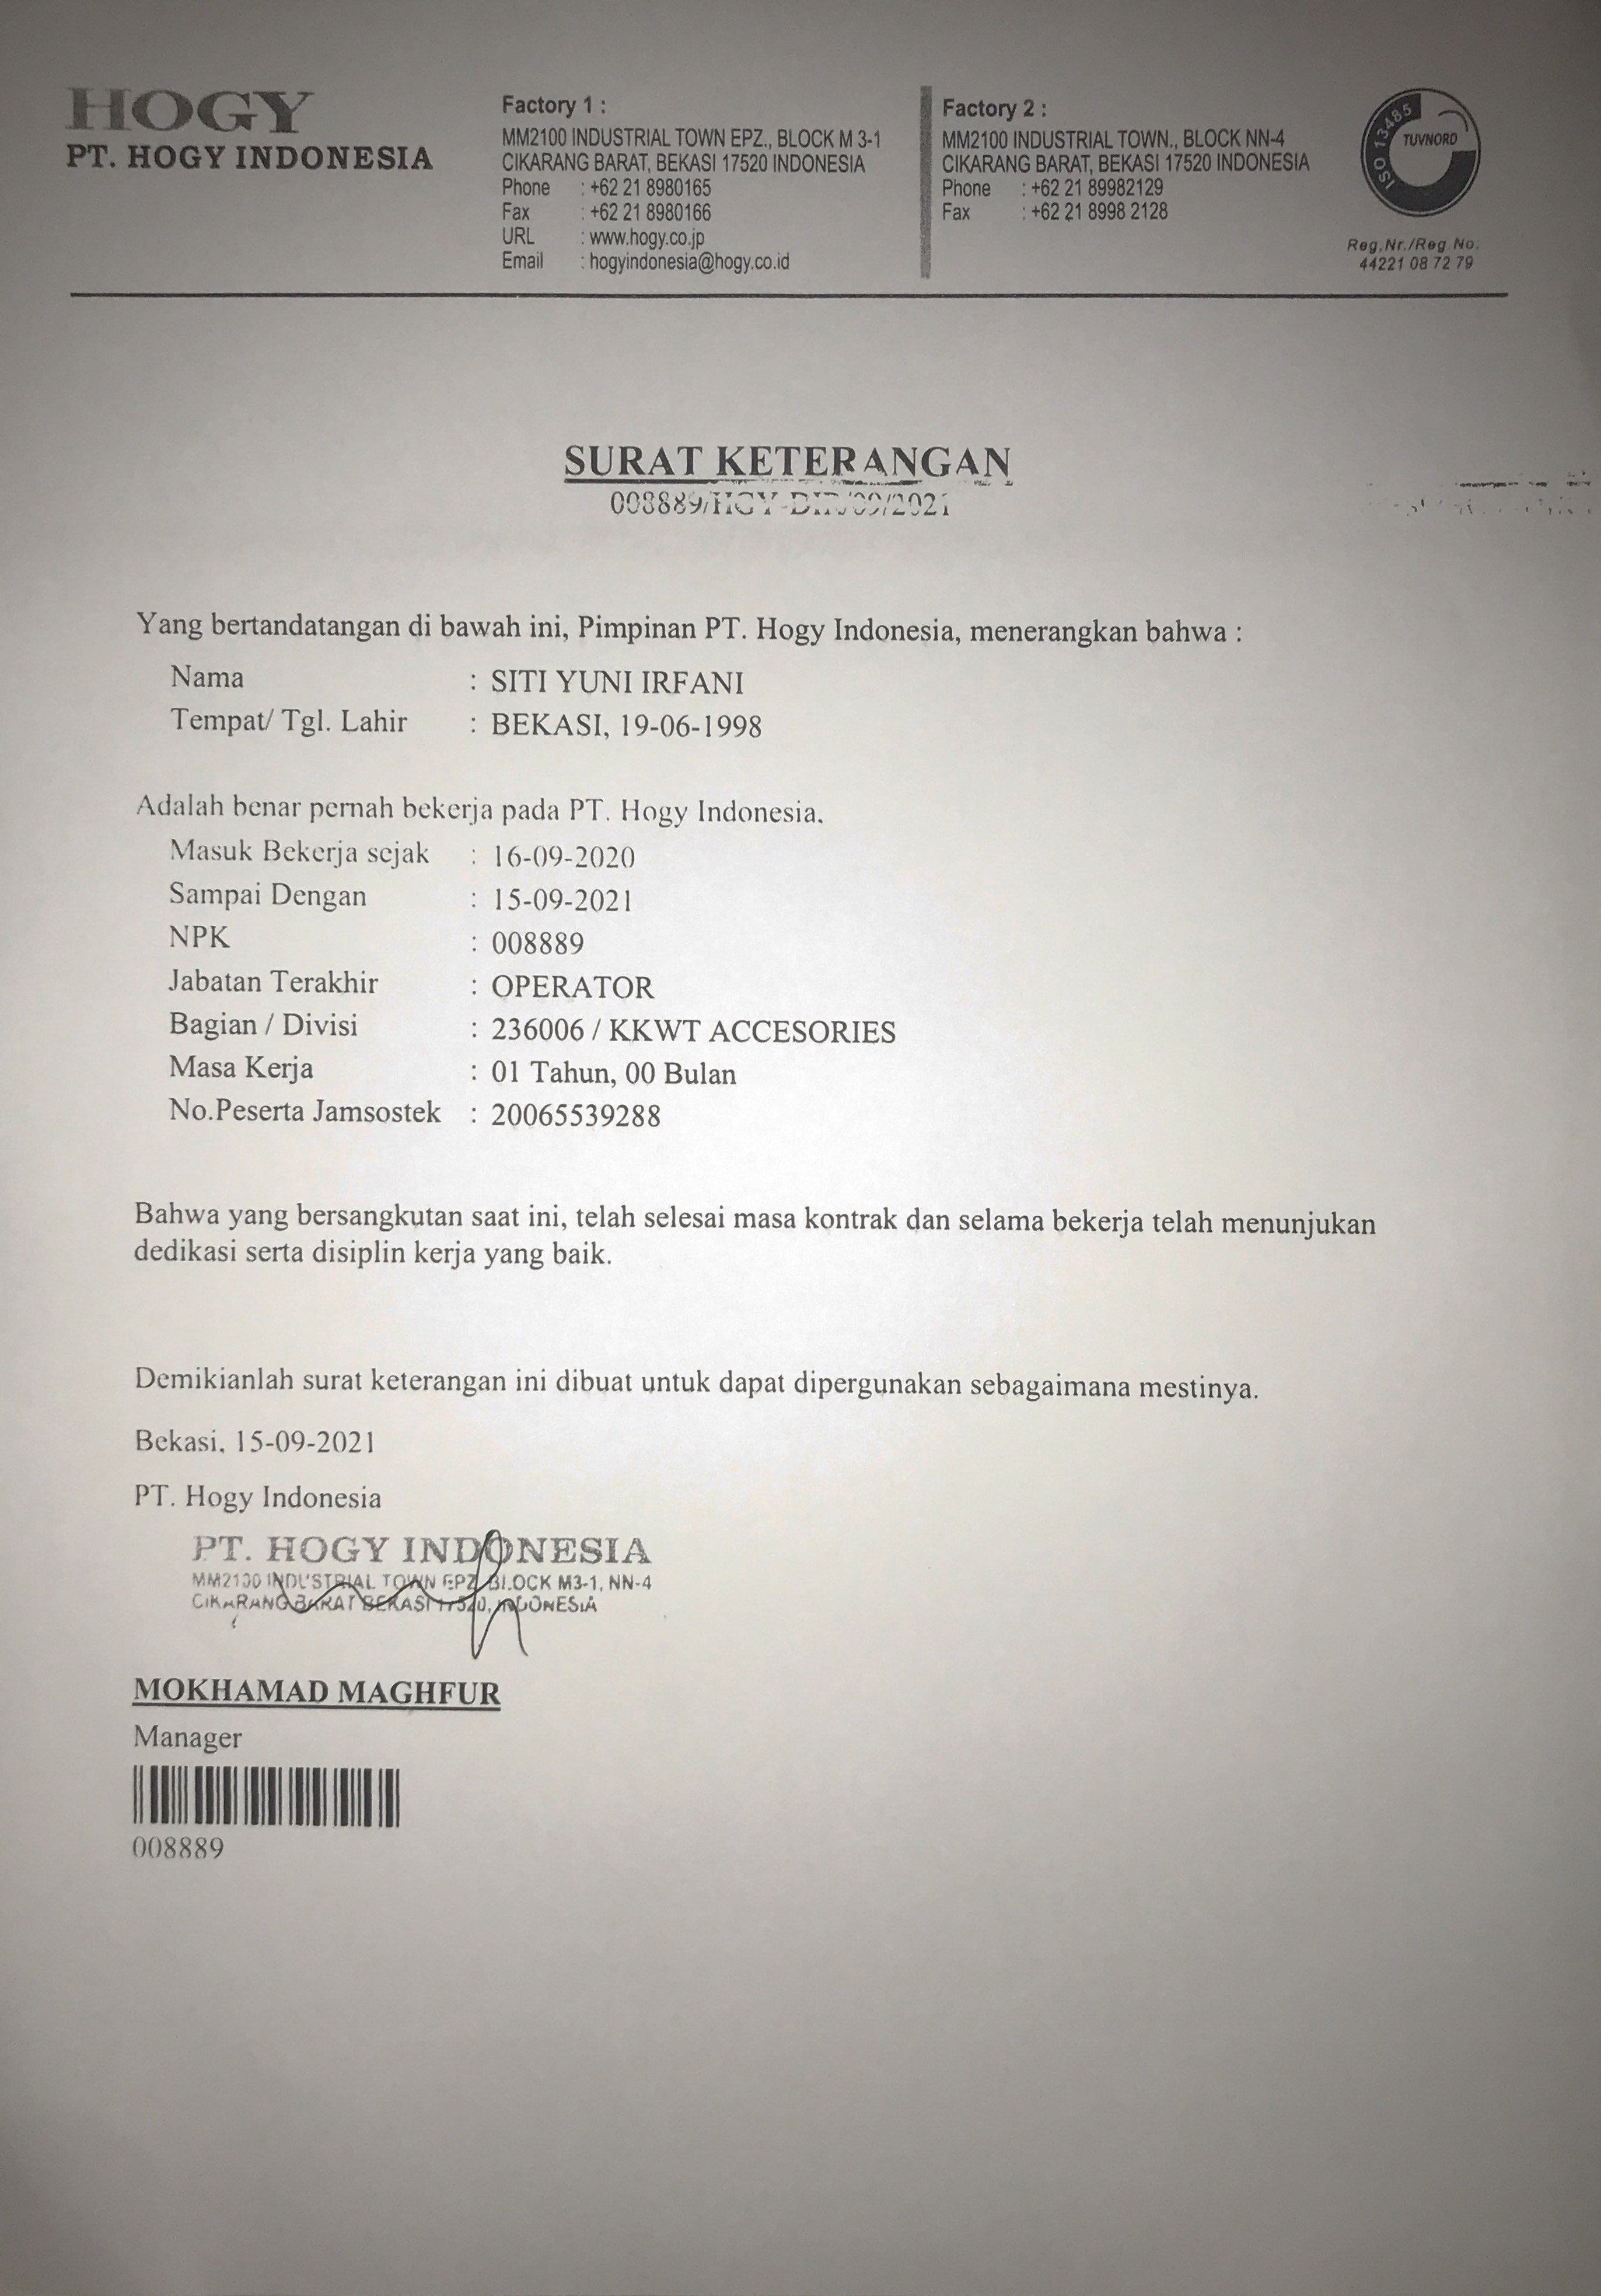 HOGY
PT. HOGY INDONESIA
Factory 1 :
MM2100 INDUSTRIAL TOWN EPZ., BLOCK M 3-1
CIKARANG BARAT, BEKASI 17520 INDONESIA
Phone : +62 21 8980165
Fax : +62 21 8980166
URL : www.hogy.co.jp
Email : hogyindonesia@hogy.co.id
Factory 2 :
MM2100 INDUSTRIAL TOWN., BLOCK NN-4
CIKARANG BARAT, BEKASI 17520 INDONESIA
Phone : +62 21 89982129
Fax : +62 21 8998 2128
ISO 13485
TUVNORD
Reg.Nr./Reg.No.
44221 08 72 79
SURAT KETERANGAN
008889/HGY-DIR/09/2021
Yang bertandatangan di bawah ini, Pimpinan PT. Hogy Indonesia, menerangkan bahwa :
Nama : SITI YUNI IRFANI
Tempat/ Tgl. Lahir : BEKASI, 19-06-1998
Adalah benar pernah bekerja pada PT. Hogy Indonesia.
Masuk Bekerja sejak : 16-09-2020
Sampai Dengan : 15-09-2021
NPK : 008889
Jabatan Terakhir : OPERATOR
Bagian / Divisi : 236006 / KKWT ACCESORIES
Masa Kerja : 01 Tahun, 00 Bulan
No.Peserta Jamsostek : 20065539288
Bahwa yang bersangkutan saat ini, telah selesai masa kontrak dan selama bekerja telah menunjukan
dedikasi serta disiplin kerja yang baik.
Demikianlah surat keterangan ini dibuat untuk dapat dipergunakan sebagaimana mestinya.
Bekasi, 15-09-2021
PT. Hogy Indonesia
PT. HOGY INDONESIA
MM2100 INDUSTRIAL TOWN EPZ, BLOCK M3-1, NN-4
CIKARANG BARAT BEKASI 17520, INDONESIA
MOKHAMAD MAGHFUR
Manager
008889